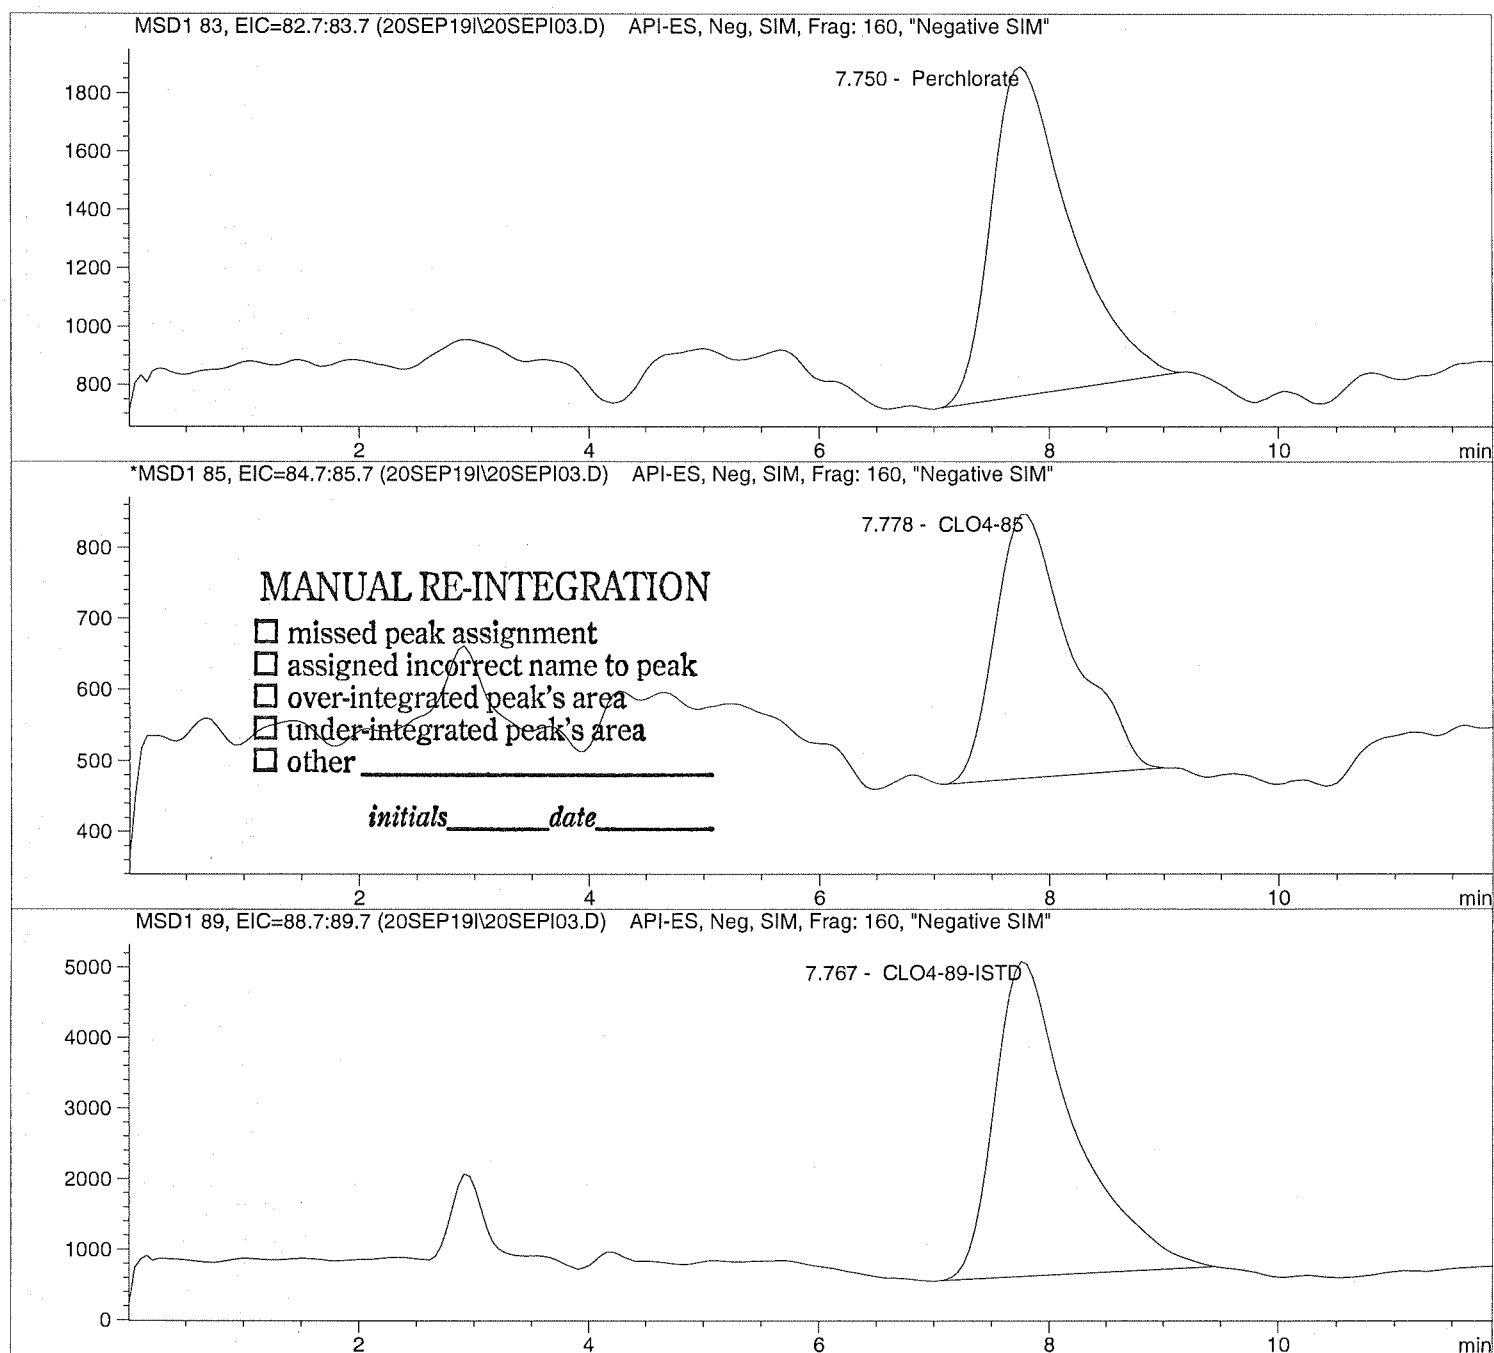 MSD1 83, EIC=82.7:83.7 (20SEP19I\20SEPI03.D) API-ES, Neg, SIM, Frag: 160, "Negative SIM"
7.750 - Perchlorate
1800
1600
1400
1200
1000
800
2 4 6 8 10 min
*MSD1 85, EIC=84.7:85.7 (20SEP19I\20SEPI03.D) API-ES, Neg, SIM, Frag: 160, "Negative SIM"
7.778 - CLO4-85
800
700
600
500
400
MANUAL RE-INTEGRATION
missed peak assignment
assigned incorrect name to peak
over-integrated peak's area
under-integrated peak's area
other
initials date
2 4 6 8 10 min
MSD1 89, EIC=88.7:89.7 (20SEP19I\20SEPI03.D) API-ES, Neg, SIM, Frag: 160, "Negative SIM"
7.767 - CLO4-89-ISTD
5000
4000
3000
2000
1000
0
2 4 6 8 10 min